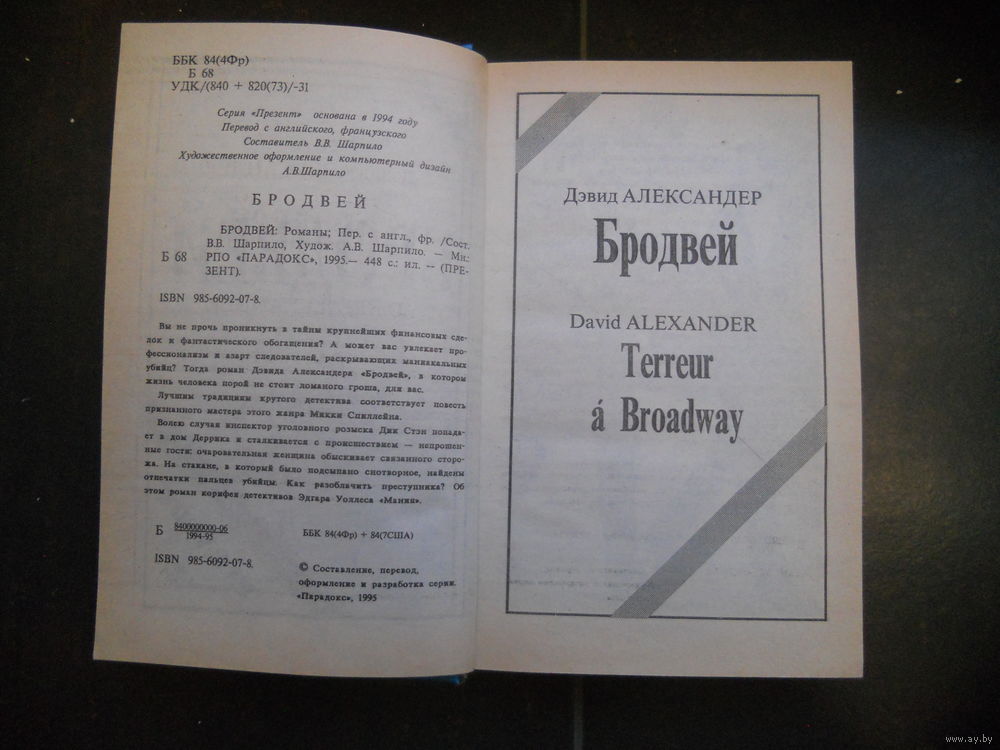 ББК 84(4Фр)
Б 68
УДК/(840 + 820(73)/-31
Серия «Презент» основана в 1994 году
Перевод с английского, французского
Составитель В.В. Шарпило
Художественное оформление и компьютерный дизайн
А.В.Шарпило
БРОДВЕЙ
БРОДВЕЙ: Романы; Пер. с англ., фр. /Сост.
В.В. Шарпило, Худож. А.В. Шарпило. — Мн.:
Б 68 РПО «ПАРАДОКС», 1995.— 448 с.: ил. — (ПРЕ-
ЗЕНТ).
ISBN 985-6092-07-8.
Вы не прочь проникнуть в тайны крупнейших финансовых сде-
лок и фантастического обогащения? А может вас увлекает про-
фессионализм и азарт следователей, раскрывающих маниакальных
убийц? Тогда роман Дэвида Александера «Бродвей», в котором
жизнь человека порой не стоит ломаного гроша, для вас.
Лучшим традициям крутого детектива соответствует повесть
признанного мастера этого жанра Микки Спиллейна.
Волею случая инспектор уголовного розыска Дик Стэн попада-
ет в дом Деррика и сталкивается с происшествием — непрошен-
ные гости: очаровательная женщина обыскивает связанного сторо-
жа. На стакане, в который было подсыпано снотворное, найдены
отпечатки пальцев убийцы. Как разоблачить преступника? Об
этом роман корифея детективов Эдгара Уоллеса «Мания».
Б 8400000000-06
1994-95
ББК 84(4Фр) + 84(7США)
ISBN 985-6092-07-8.
© Составление, перевод,
оформление и разработка серии.
«Парадокс», 1995
Дэвид АЛЕКСАНДЕР
Бродвей
David ALEXANDER
Terreur
á Broadway
www.ay.by